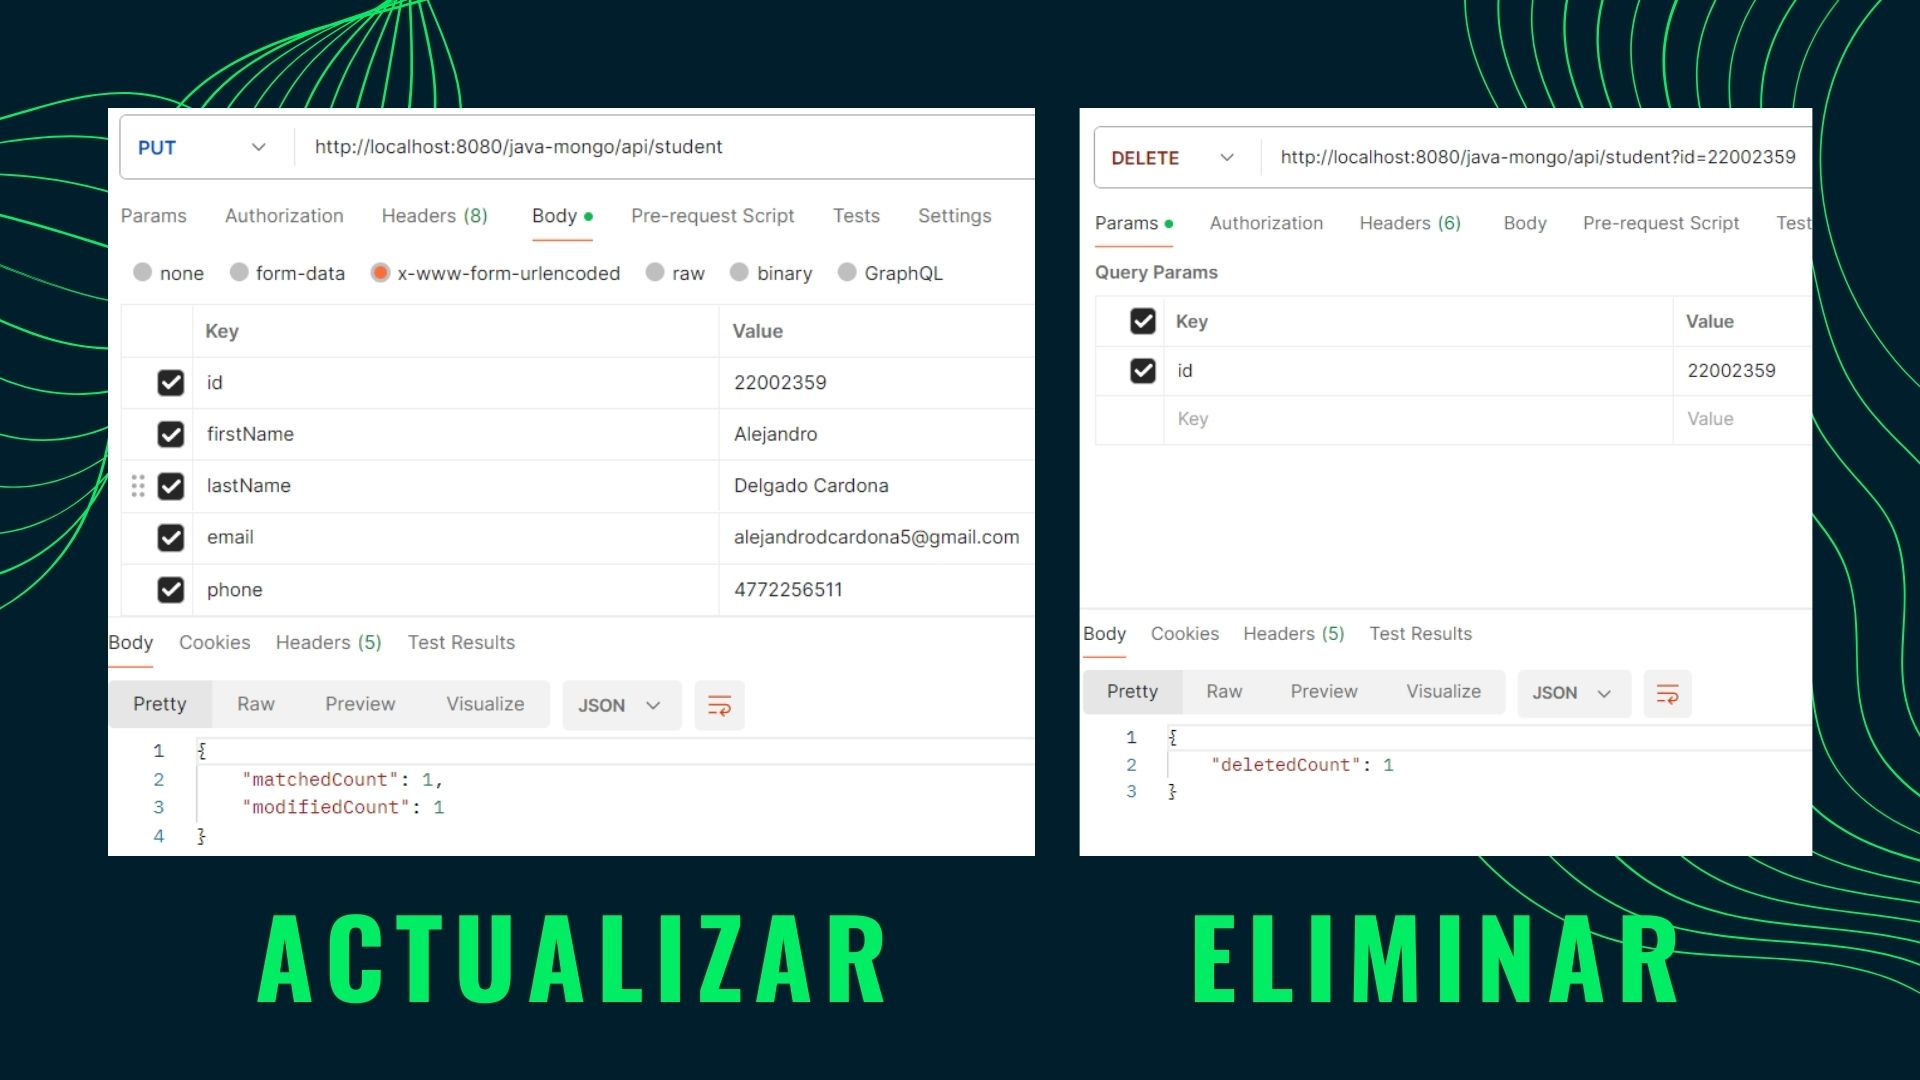 PUT http://localhost:8080/java-mongo/api/student
Params Authorization Headers (8) Body Pre-request Script Tests Settings
none form-data x-www-form-urlencoded raw binary GraphQL
Key Value
id 22002359
firstName Alejandro
lastName Delgado Cardona
email alejandrodcardona5@gmail.com
phone 4772256511
Body Cookies Headers (5) Test Results
Pretty Raw Preview Visualize JSON
1 {
2 "matchedCount": 1,
3 "modifiedCount": 1
4 }
ACTUALIZAR
DELETE http://localhost:8080/java-mongo/api/student?id=22002359
Params Authorization Headers (6) Body Pre-request Script Test
Query Params
Key Value
id 22002359
Key Value
Body Cookies Headers (5) Test Results
Pretty Raw Preview Visualize JSON
1 {
2 "deletedCount": 1
3 }
ELIMINAR